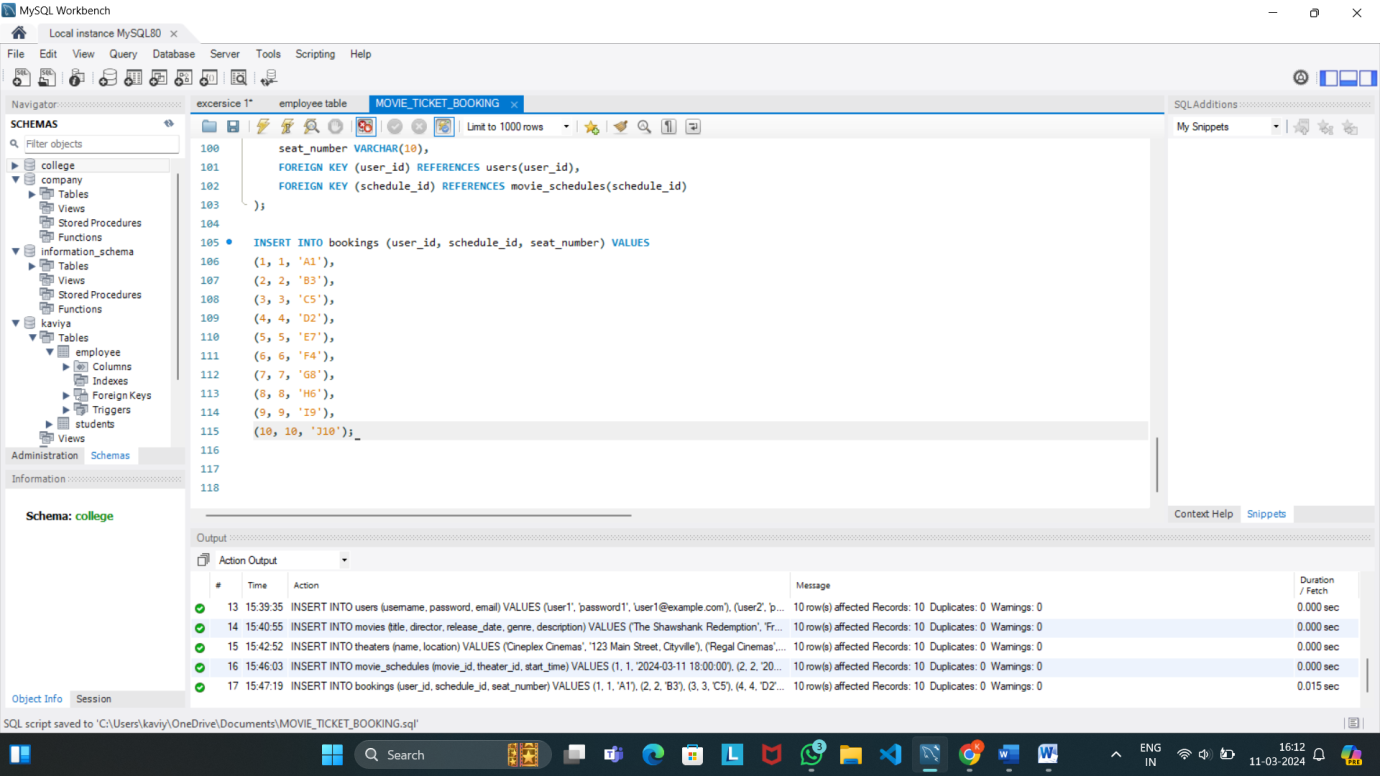 MySQL Workbench
Local instance MySQL80
File Edit View Query Database Server Tools Scripting Help
Navigator
SCHEMAS
Filter objects
college
company
Tables
Views
Stored Procedures
Functions
information_schema
Tables
Views
Stored Procedures
Functions
kaviya
Tables
employee
Columns
Indexes
Foreign Keys
Triggers
students
Views
Administration Schemas
Information
Schema: college
Object Info Session
excersice 1* employee table MOVIE_TICKET_BOOKING
Limit to 1000 rows
100 seat_number VARCHAR(10),
101 FOREIGN KEY (user_id) REFERENCES users(user_id),
102 FOREIGN KEY (schedule_id) REFERENCES movie_schedules(schedule_id)
103 );
104
105 INSERT INTO bookings (user_id, schedule_id, seat_number) VALUES
106 (1, 1, 'A1'),
107 (2, 2, 'B3'),
108 (3, 3, 'C5'),
109 (4, 4, 'D2'),
110 (5, 5, 'E7'),
111 (6, 6, 'F4'),
112 (7, 7, 'G8'),
113 (8, 8, 'H6'),
114 (9, 9, 'I9'),
115 (10, 10, 'J10');
116
117
118
SQLAdditions
My Snippets
Context Help Snippets
Output
Action Output
# Time Action Message Duration / Fetch
13 15:39:35 INSERT INTO users (username, password, email) VALUES ('user1', 'password1', 'user1@example.com'), ('user2', 'p... 10 row(s) affected Records: 10 Duplicates: 0 Warnings: 0 0.000 sec
14 15:40:55 INSERT INTO movies (title, director, release_date, genre, description) VALUES ('The Shawshank Redemption', 'Fr... 10 row(s) affected Records: 10 Duplicates: 0 Warnings: 0 0.000 sec
15 15:42:52 INSERT INTO theaters (name, location) VALUES ('Cineplex Cinemas', '123 Main Street, Cityville'), ('Regal Cinemas',... 10 row(s) affected Records: 10 Duplicates: 0 Warnings: 0 0.000 sec
16 15:46:03 INSERT INTO movie_schedules (movie_id, theater_id, start_time) VALUES (1, 1, '2024-03-11 18:00:00'), (2, 2, '20... 10 row(s) affected Records: 10 Duplicates: 0 Warnings: 0 0.000 sec
17 15:47:19 INSERT INTO bookings (user_id, schedule_id, seat_number) VALUES (1, 1, 'A1'), (2, 2, 'B3'), (3, 3, 'C5'), (4, 4, 'D2'... 10 row(s) affected Records: 10 Duplicates: 0 Warnings: 0 0.015 sec
SQL script saved to 'C:\Users\kaviy\OneDrive\Documents\MOVIE_TICKET_BOOKING.sql'
Search
3
K
ENG
IN
16:12
11-03-2024
PRE